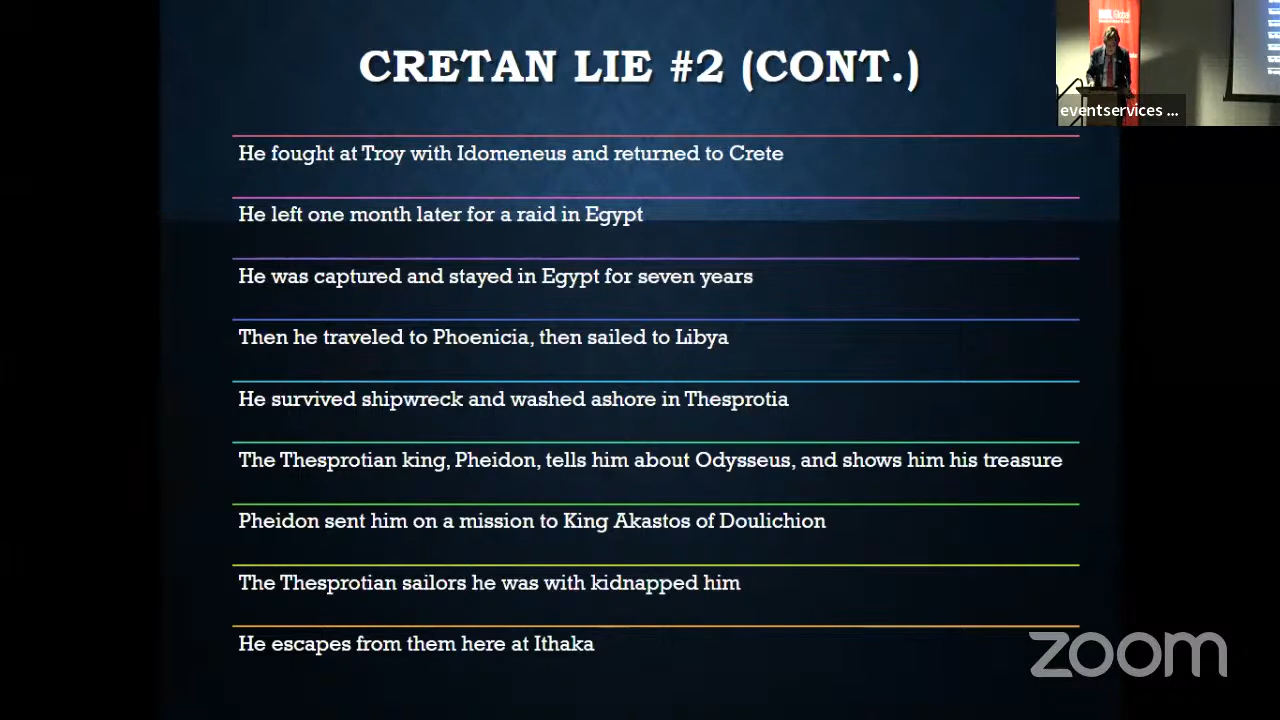 CRETAN LIE #2 (CONT.)
eventservices ...
He fought at Troy with Idomeneus and returned to Crete
He left one month later for a raid in Egypt
He was captured and stayed in Egypt for seven years
Then he traveled to Phoenicia, then sailed to Libya
He survived shipwreck and washed ashore in Thesprotia
The Thesprotian king, Pheidon, tells him about Odysseus, and shows him his treasure
Pheidon sent him on a mission to King Akastos of Doulichion
The Thesprotian sailors he was with kidnapped him
He escapes from them here at Ithaka
zoom